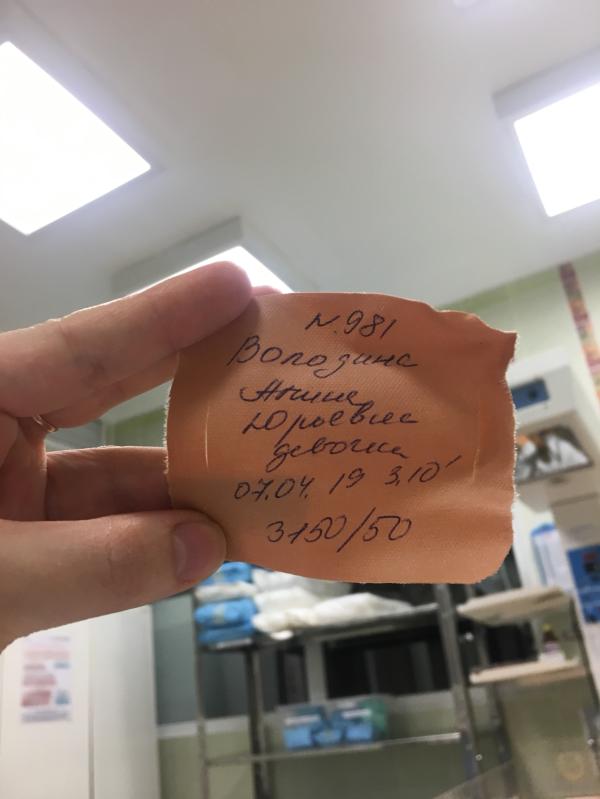 N. 981
Володина
Анна
Юрьевна
девочка
07.04. 19 3.10'
3150/50